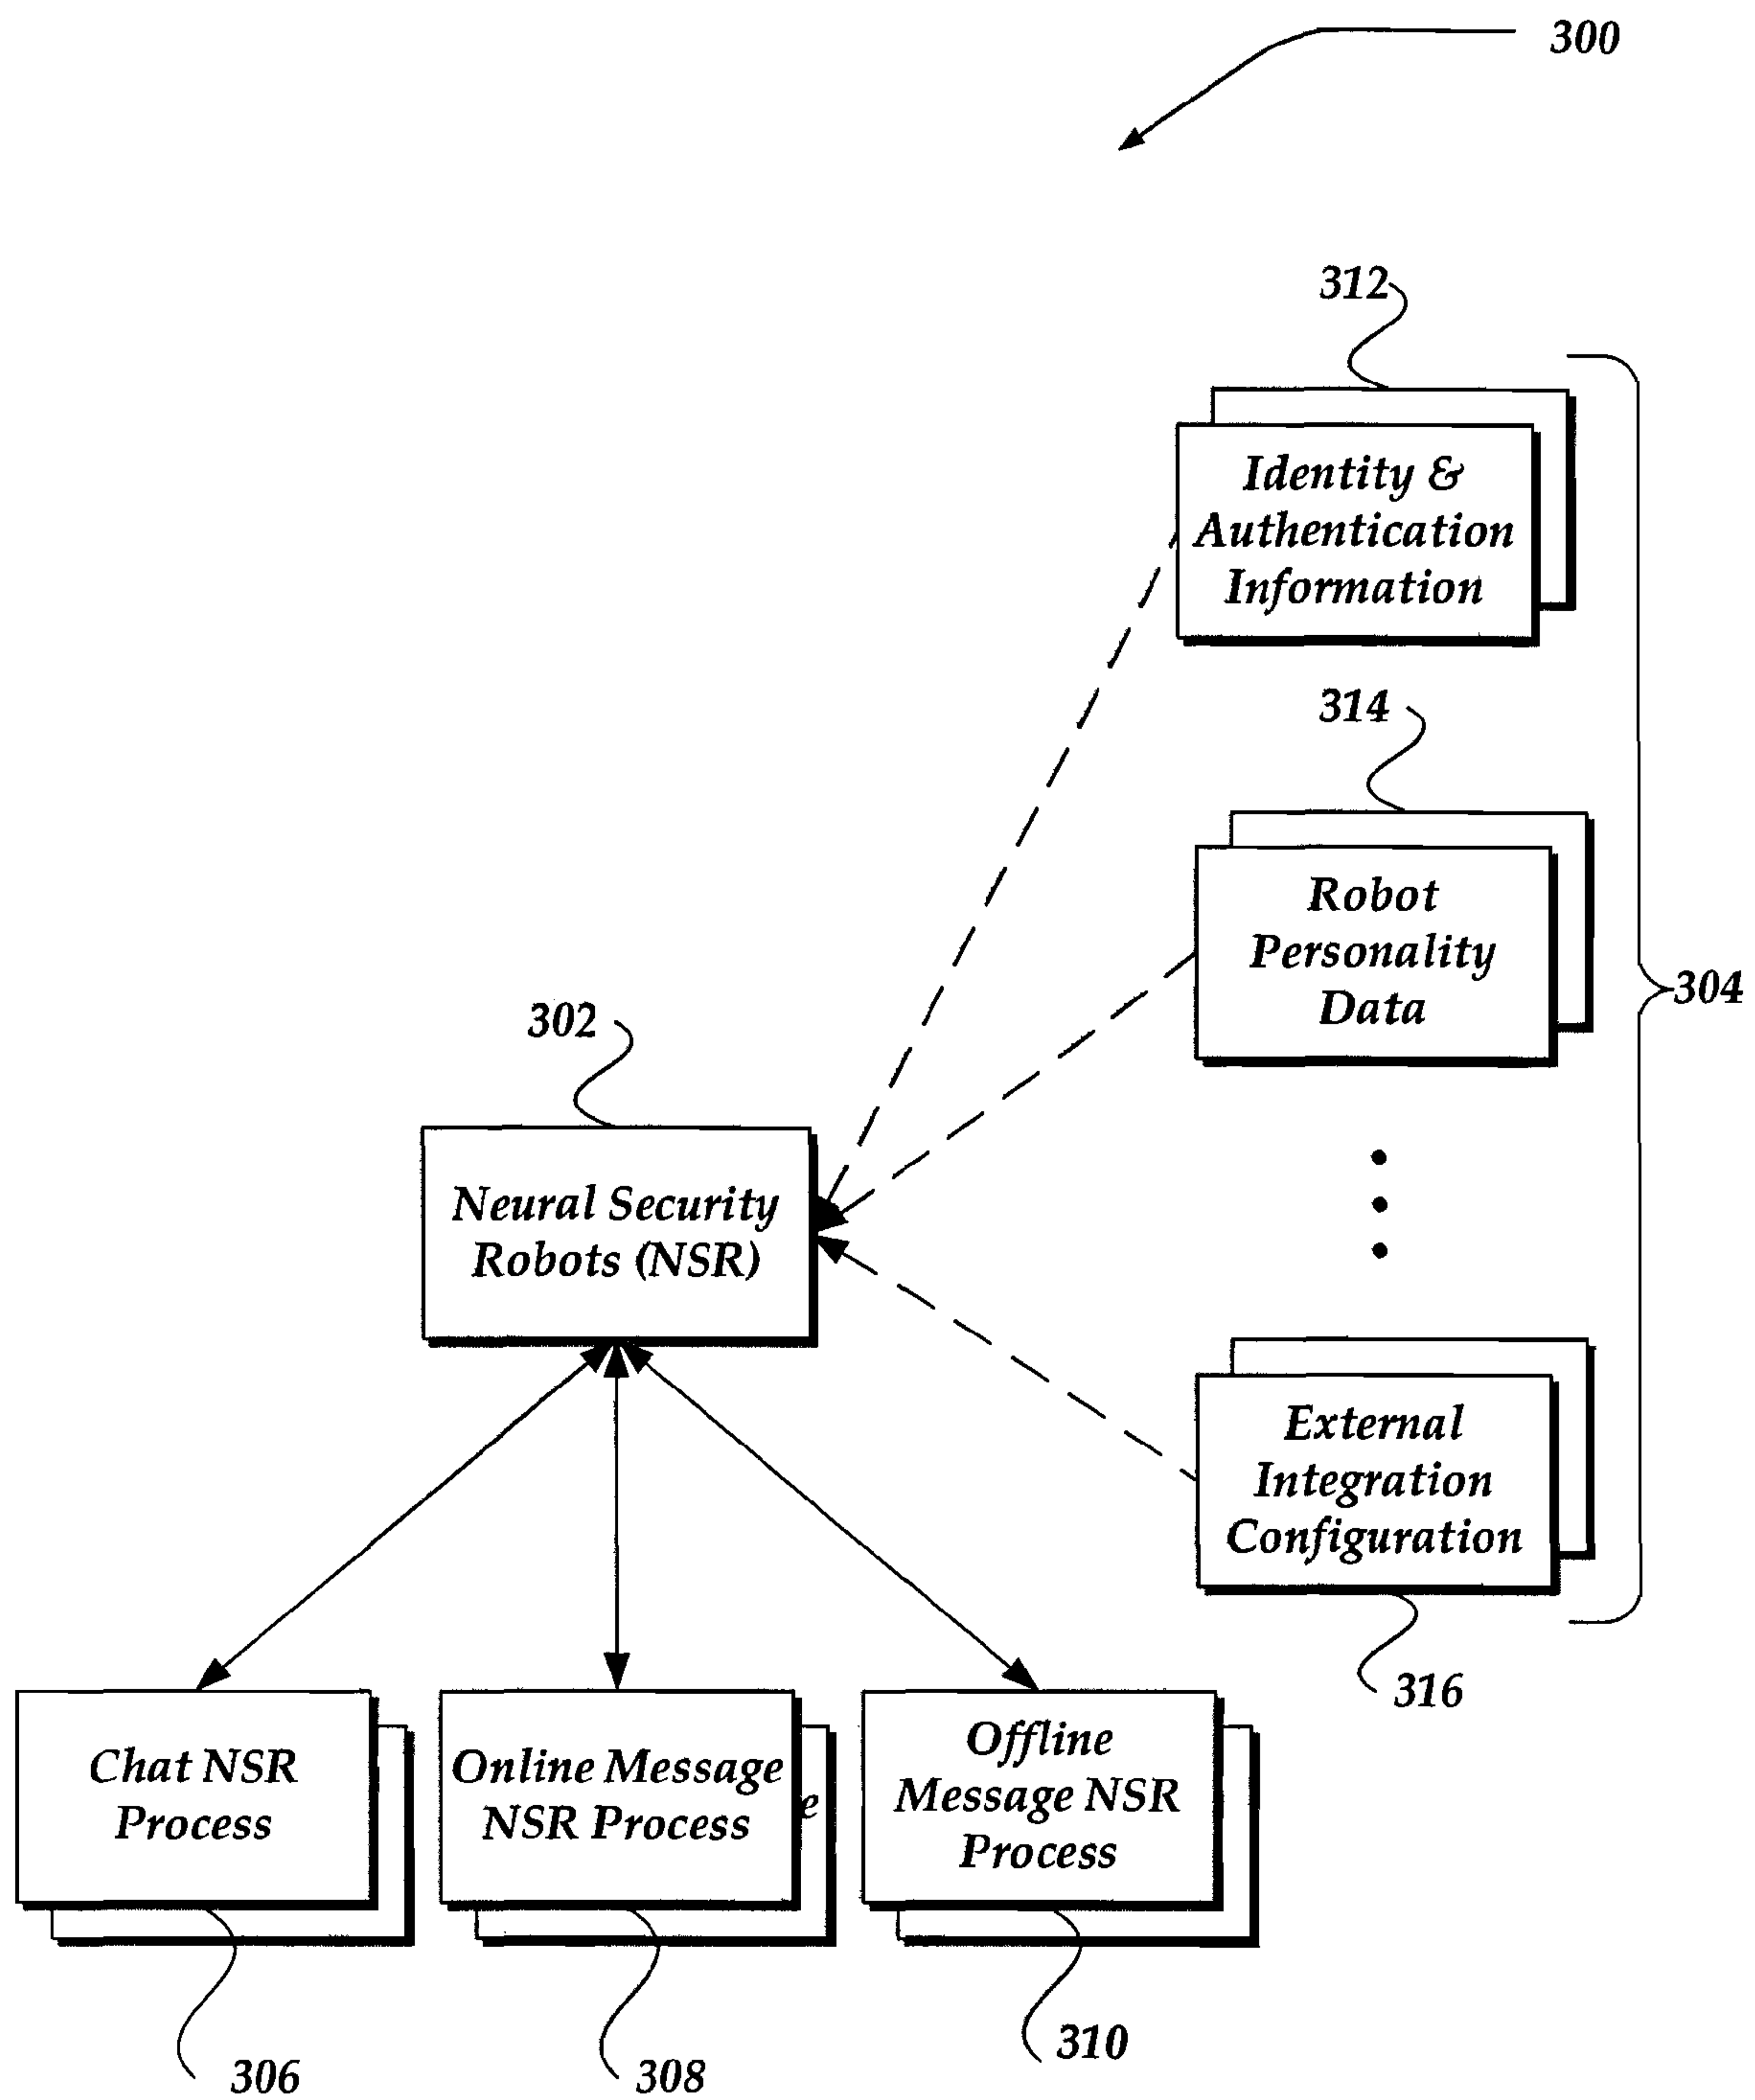 300
312
Identity &
Authentication
Information
314
Robot
Personality
Data
304
302
Neural Security
Robots (NSR)
External
Integration
Configuration
316
Chat NSR
Process
Online Message
NSR Process
e
Offline
Message NSR
Process
306
308
310